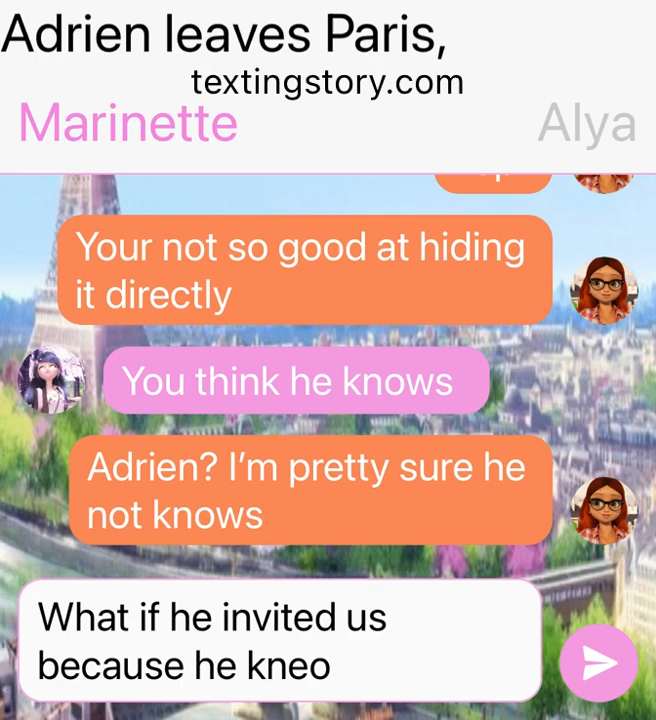 Adrien leaves Paris,
textingstory.com
Marinette
Alya
Your not so good at hiding
it directly
You think he knows
Adrien? I'm pretty sure he
not knows
What if he invited us
because he kneo